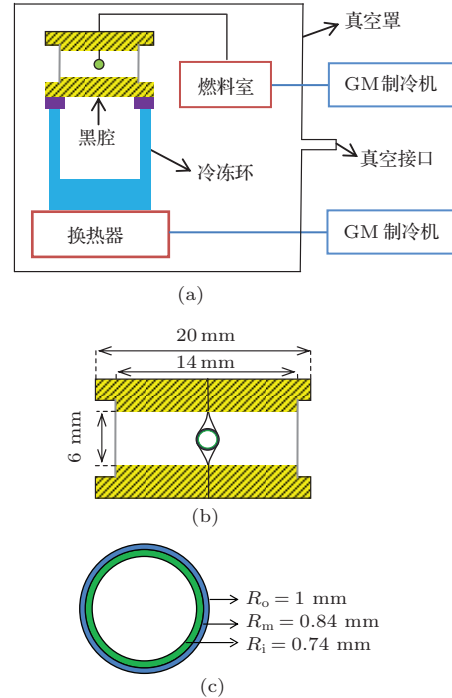 真空罩
燃料室
GM 制冷机
黑腔
冷冻环
真空接口
换热器
GM 制冷机
(a)
20 mm
14 mm
6 mm
(b)
R_o = 1 mm
R_m = 0.84 mm
R_i = 0.74 mm
(c)